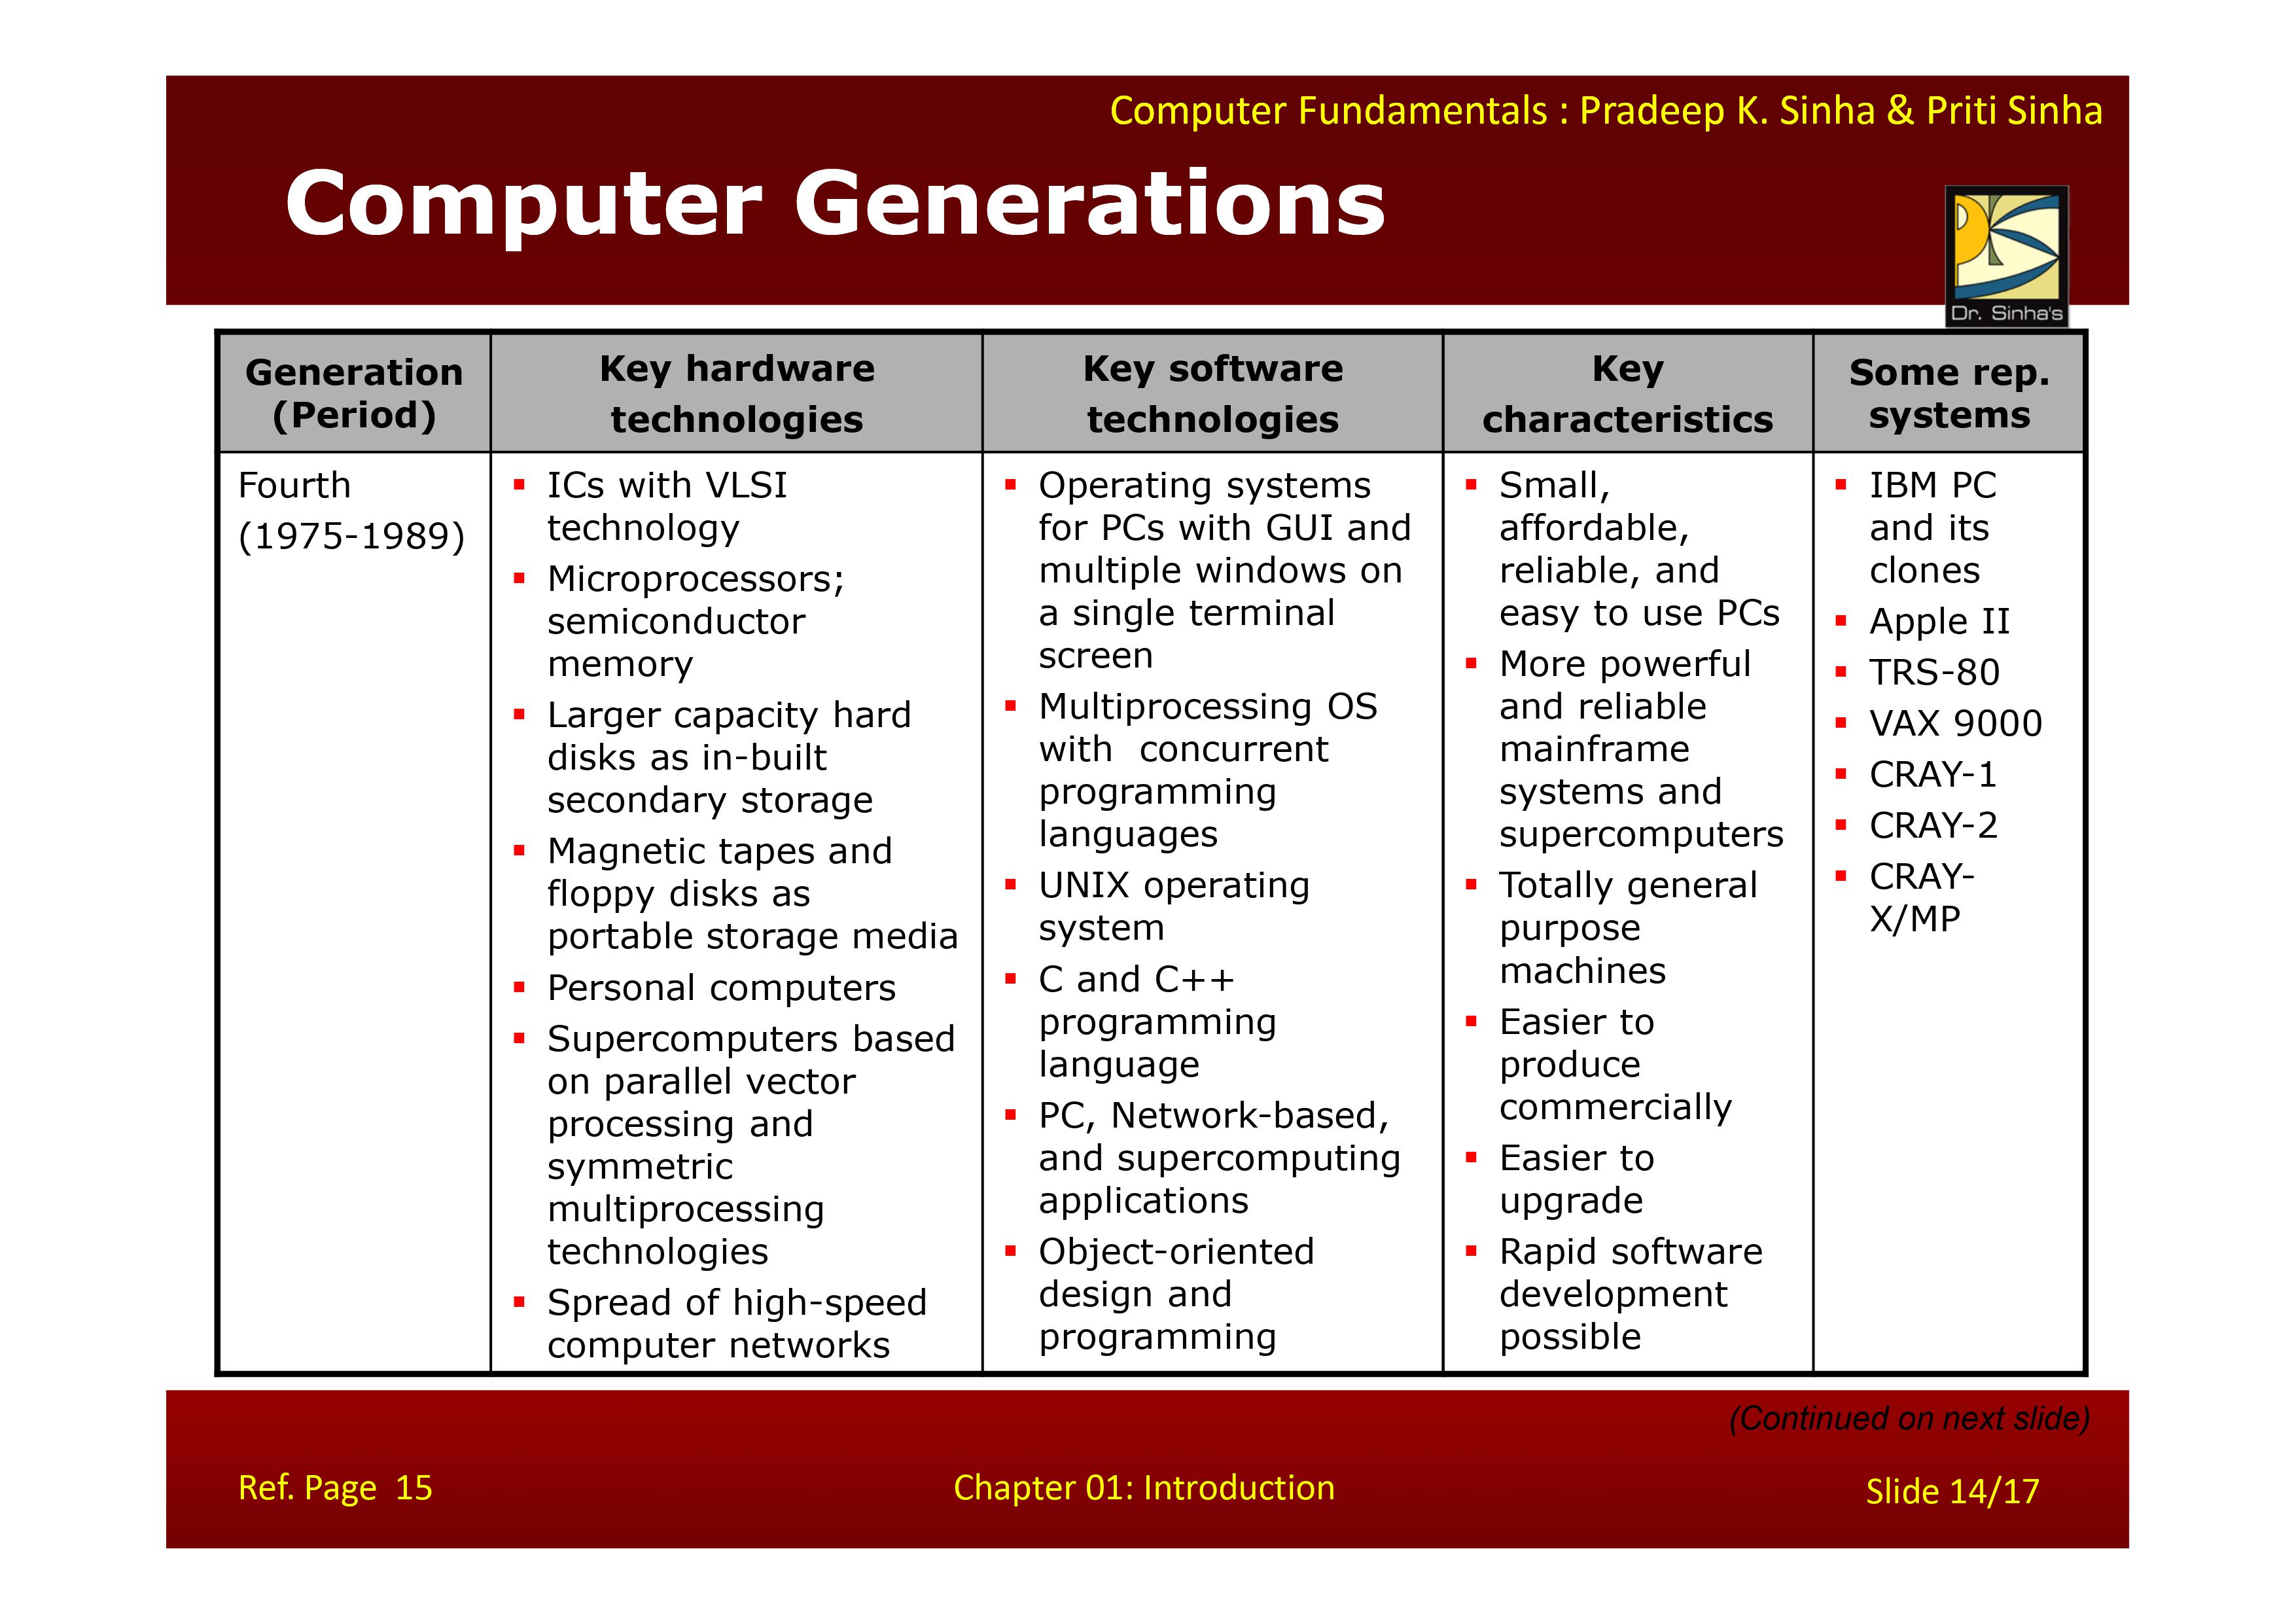 Computer Fundamentals : Pradeep K. Sinha & Priti Sinha
Computer Generations
Dr. Sinha's
Generation
(Period)
Key hardware
technologies
Key software
technologies
Key
characteristics
Some rep.
systems
Fourth
(1975-1989)
▪ ICs with VLSI
technology
▪ Microprocessors;
semiconductor
memory
▪ Larger capacity hard
disks as in-built
secondary storage
▪ Magnetic tapes and
floppy disks as
portable storage media
▪ Personal computers
▪ Supercomputers based
on parallel vector
processing and
symmetric
multiprocessing
technologies
▪ Spread of high-speed
computer networks
▪ Operating systems
for PCs with GUI and
multiple windows on
a single terminal
screen
▪ Multiprocessing OS
with  concurrent
programming
languages
▪ UNIX operating
system
▪ C and C++
programming
language
▪ PC, Network-based,
and supercomputing
applications
▪ Object-oriented
design and
programming
▪ Small,
affordable,
reliable, and
easy to use PCs
▪ More powerful
and reliable
mainframe
systems and
supercomputers
▪ Totally general
purpose
machines
▪ Easier to
produce
commercially
▪ Easier to
upgrade
▪ Rapid software
development
possible
▪ IBM PC
and its
clones
▪ Apple II
▪ TRS-80
▪ VAX 9000
▪ CRAY-1
▪ CRAY-2
▪ CRAY-
X/MP
(Continued on next slide)
Ref. Page  15
Chapter 01: Introduction
Slide 14/17